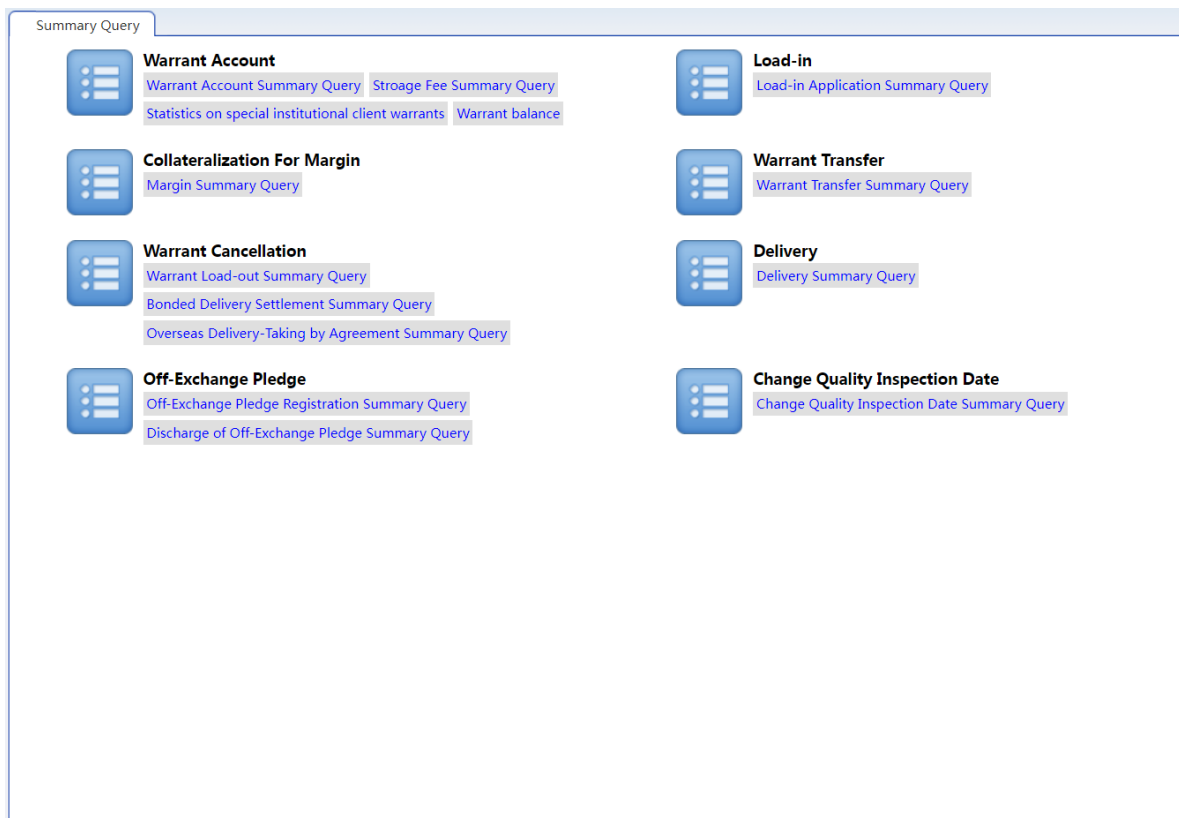 Summary Query
Warrant Account
Warrant Account Summary Query Stroage Fee Summary Query
Statistics on special institutional client warrants Warrant balance
Load-in
Load-in Application Summary Query
Collateralization For Margin
Margin Summary Query
Warrant Transfer
Warrant Transfer Summary Query
Warrant Cancellation
Warrant Load-out Summary Query
Bonded Delivery Settlement Summary Query
Overseas Delivery-Taking by Agreement Summary Query
Delivery
Delivery Summary Query
Off-Exchange Pledge
Off-Exchange Pledge Registration Summary Query
Discharge of Off-Exchange Pledge Summary Query
Change Quality Inspection Date
Change Quality Inspection Date Summary Query